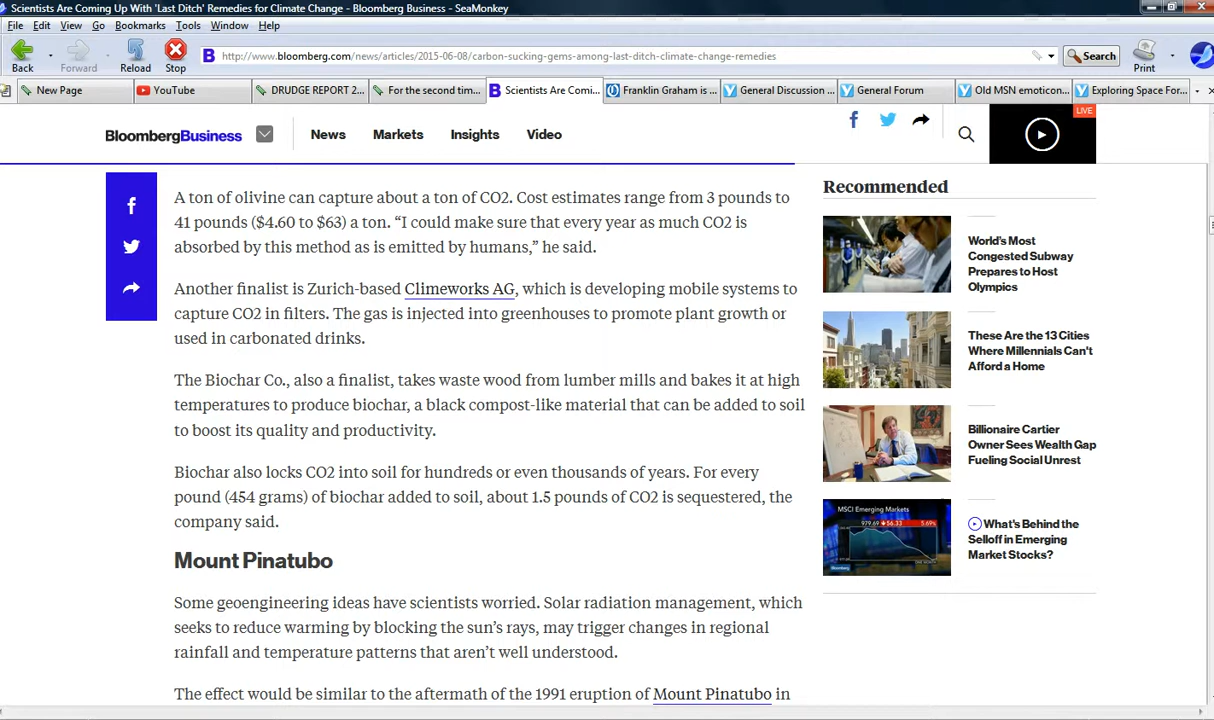 Scientists Are Coming Up With 'Last Ditch' Remedies for Climate Change - Bloomberg Business - SeaMonkey
File Edit View Go Bookmarks Tools Window Help
Back Forward Reload Stop
http://www.bloomberg.com/news/articles/2015-06-08/carbon-sucking-gems-among-last-ditch-climate-change-remedies
Search
Print
New Page
YouTube
DRUDGE REPORT 2...
For the second tim...
Scientists Are Comi...
Franklin Graham is ...
General Discussion ...
General Forum
Old MSN emoticon...
Exploring Space For...
BloombergBusiness
News Markets Insights Video
LIVE
A ton of olivine can capture about a ton of CO2. Cost estimates range from 3 pounds to
41 pounds ($4.60 to $63) a ton. “I could make sure that every year as much CO2 is
absorbed by this method as is emitted by humans,” he said.
Another finalist is Zurich-based Climeworks AG, which is developing mobile systems to
capture CO2 in filters. The gas is injected into greenhouses to promote plant growth or
used in carbonated drinks.
The Biochar Co., also a finalist, takes waste wood from lumber mills and bakes it at high
temperatures to produce biochar, a black compost-like material that can be added to soil
to boost its quality and productivity.
Biochar also locks CO2 into soil for hundreds or even thousands of years. For every
pound (454 grams) of biochar added to soil, about 1.5 pounds of CO2 is sequestered, the
company said.
Mount Pinatubo
Some geoengineering ideas have scientists worried. Solar radiation management, which
seeks to reduce warming by blocking the sun’s rays, may trigger changes in regional
rainfall and temperature patterns that aren’t well understood.
The effect would be similar to the aftermath of the 1991 eruption of Mount Pinatubo in
Recommended
World’s Most
Congested Subway
Prepares to Host
Olympics
These Are the 13 Cities
Where Millennials Can't
Afford a Home
Billionaire Cartier
Owner Sees Wealth Gap
Fueling Social Unrest
MSCI Emerging Markets
979.69 56.33 5.69%
Bloomberg
What's Behind the
Selloff in Emerging
Market Stocks?